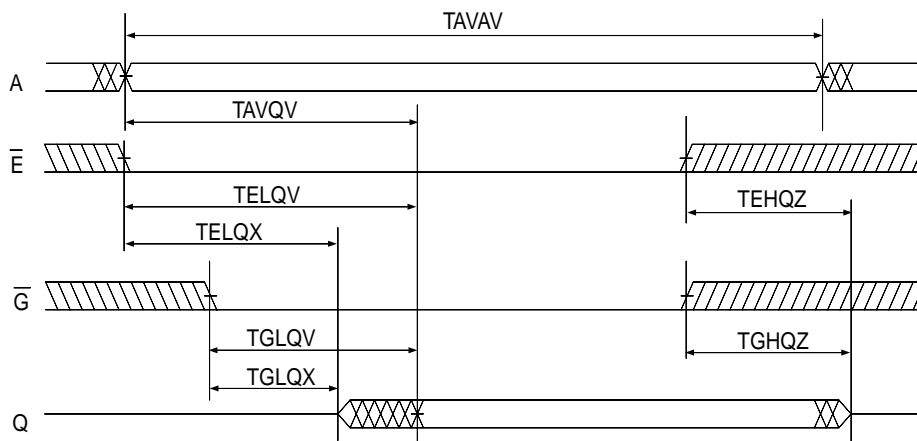 TAVAV
A
TAVQV
E̅
TELQV
TEHQZ
TELQX
G̅
TGLQV
TGHQZ
TGLQX
Q